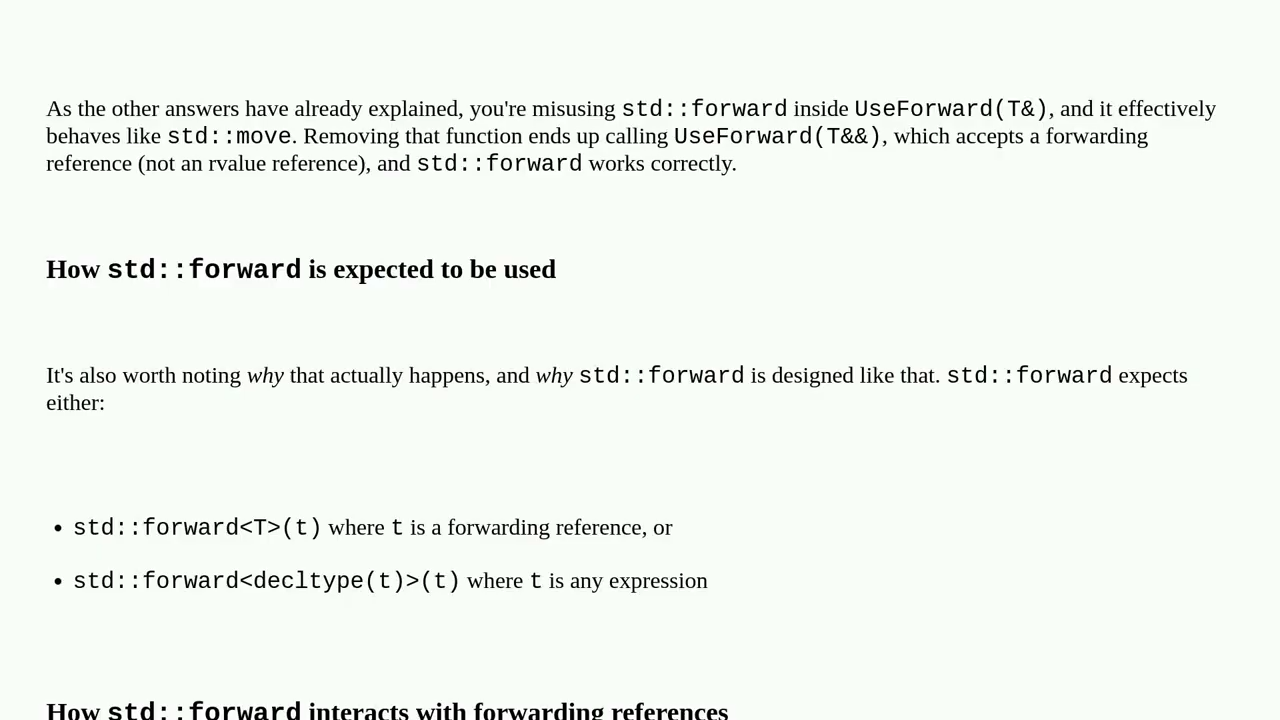 As the other answers have already explained, you're misusing std::forward inside UseForward(T&), and it effectively
behaves like std::move. Removing that function ends up calling UseForward(T&&), which accepts a forwarding
reference (not an rvalue reference), and std::forward works correctly.
How std::forward is expected to be used
It's also worth noting why that actually happens, and why std::forward is designed like that. std::forward expects
either:
• std::forward<T>(t) where t is a forwarding reference, or
• std::forward<decltype(t)>(t) where t is any expression
How std::forward interacts with forwarding references